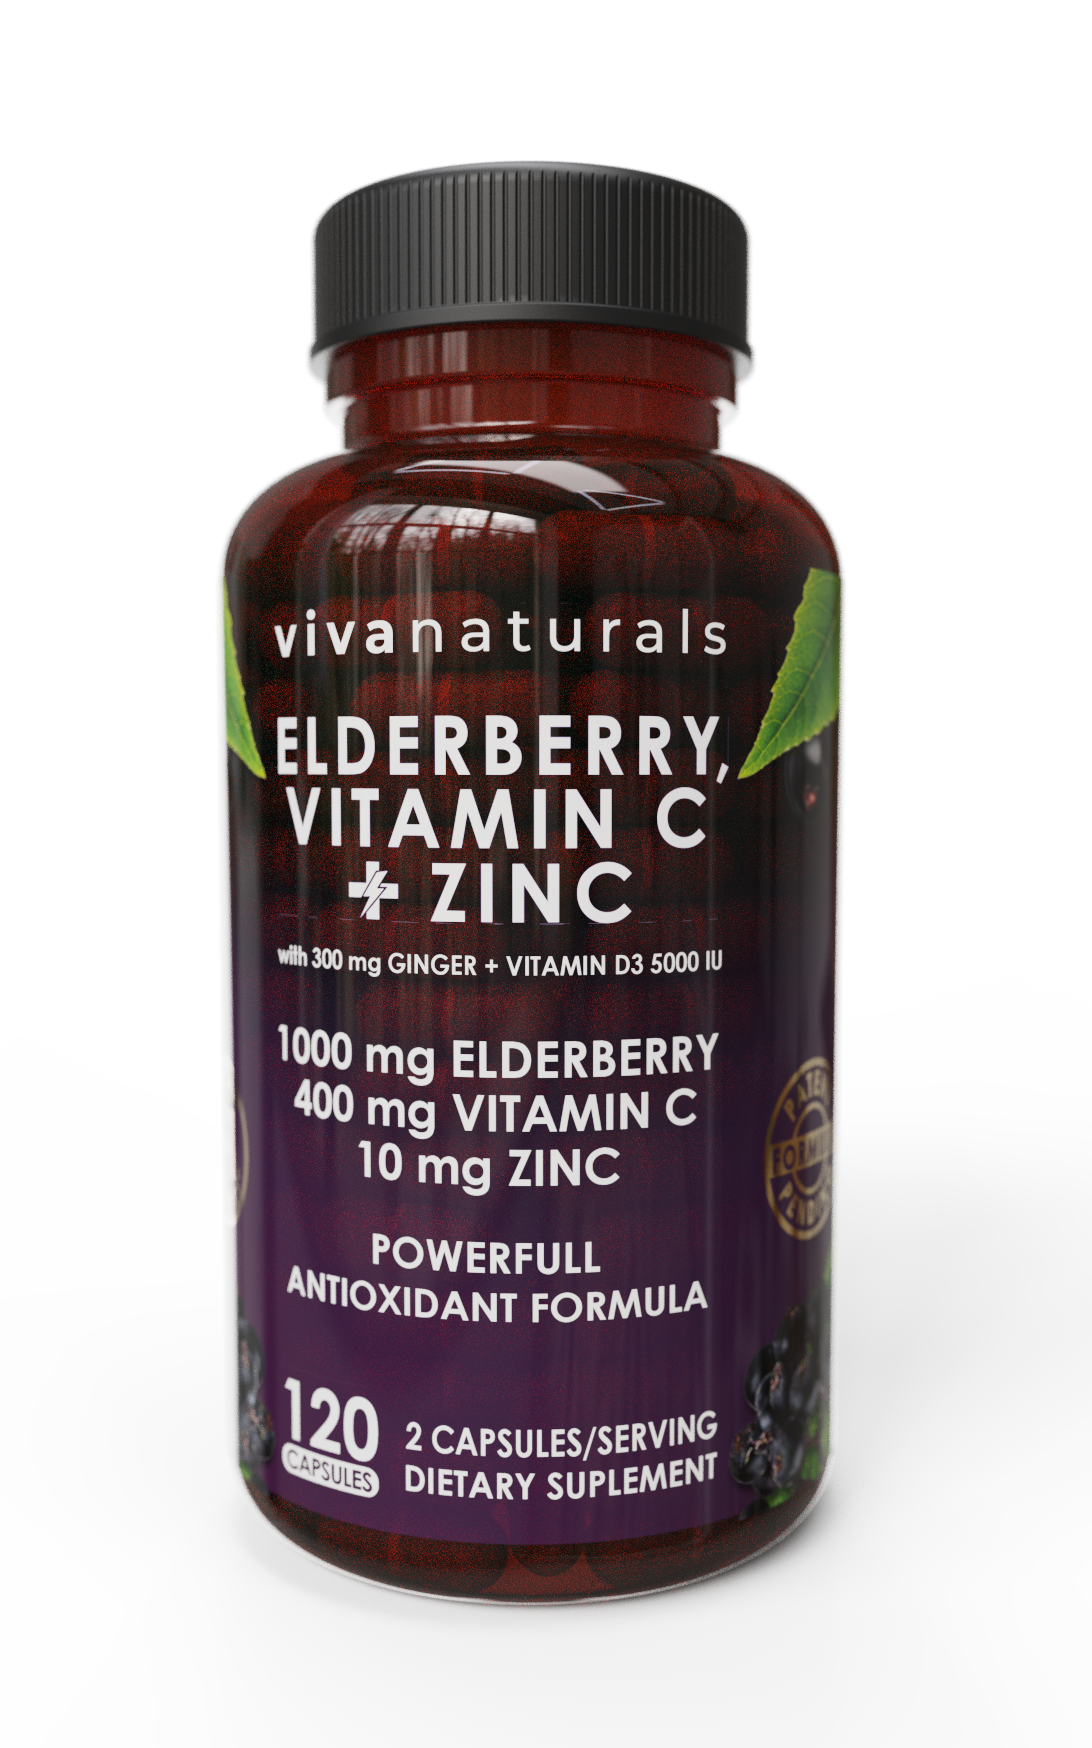 vivanaturals
ELDERBERRY,
VITAMIN C
+ ZINC
with 300 mg GINGER + VITAMIN D3 5000 IU
1000 mg ELDERBERRY
400 mg VITAMIN C
10 mg ZINC
POWERFULL
ANTIOXIDANT FORMULA
120
CAPSULES
2 CAPSULES/SERVING
DIETARY SUPLEMENT